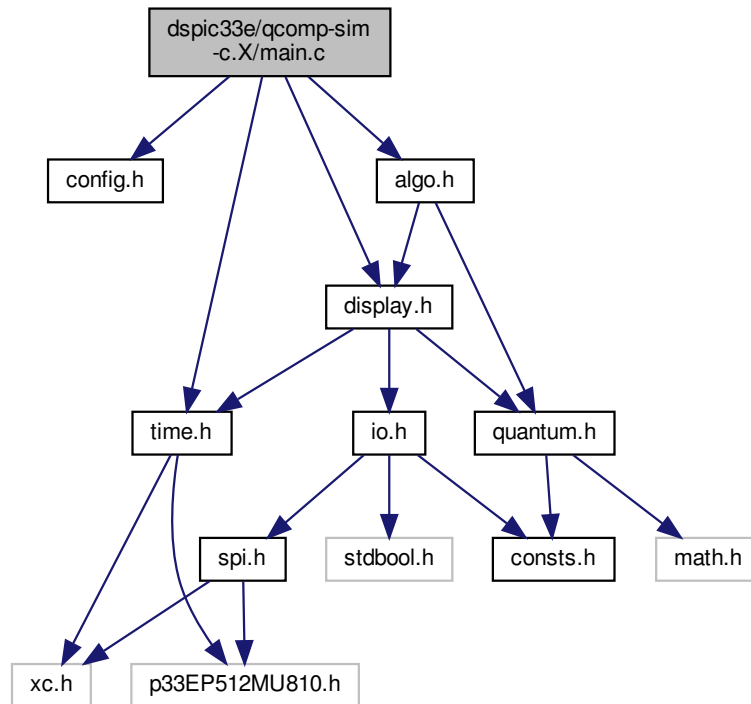 dspic33e/qcomp-sim
-c.X/main.c
config.h
algo.h
display.h
time.h
io.h
quantum.h
spi.h
stdbool.h
consts.h
math.h
xc.h
p33EP512MU810.h